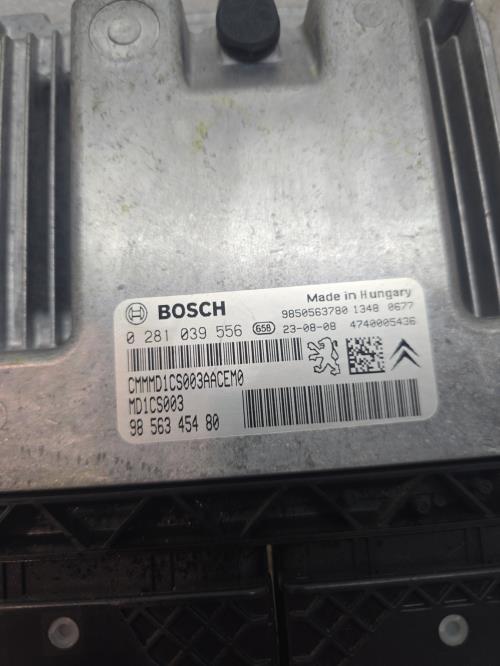 BOSCH
Made in Hungary
9850563780 1348 0677
0 281 039 556 658 23-08-08 4740005436
CMMMD1CS003AACEM0
MD1CS003
98 563 454 80